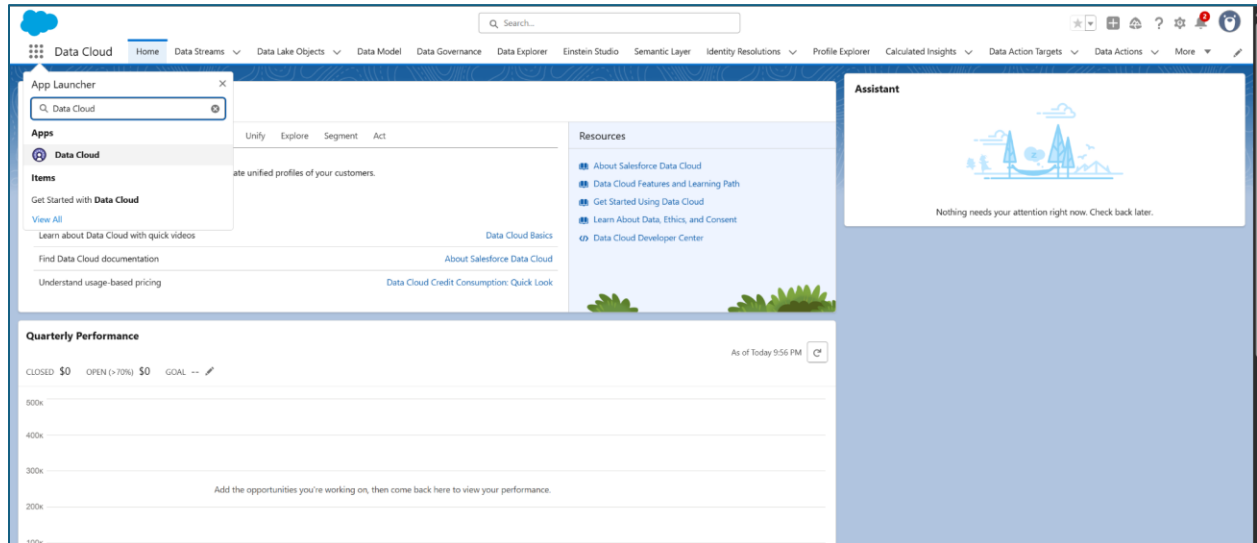 Search...
2
Data Cloud Home Data Streams Data Lake Objects Data Model Data Governance Data Explorer Einstein Studio Semantic Layer Identity Resolutions Profile Explorer Calculated Insights Data Action Targets Data Actions More
App Launcher
Data Cloud
Apps
Data Cloud
Items
Get Started with Data Cloud
View All
Unify Explore Segment Act
ate unified profiles of your customers.
Learn about Data Cloud with quick videos Data Cloud Basics
Find Data Cloud documentation About Salesforce Data Cloud
Understand usage-based pricing Data Cloud Credit Consumption: Quick Look
Resources
About Salesforce Data Cloud
Data Cloud Features and Learning Path
Get Started Using Data Cloud
Learn About Data, Ethics, and Consent
Data Cloud Developer Center
Assistant
Nothing needs your attention right now. Check back later.
Quarterly Performance
As of Today 9:56 PM
CLOSED $0 OPEN (>70%) $0 GOAL --
500K
400K
300K
Add the opportunities you're working on, then come back here to view your performance.
200K
100K